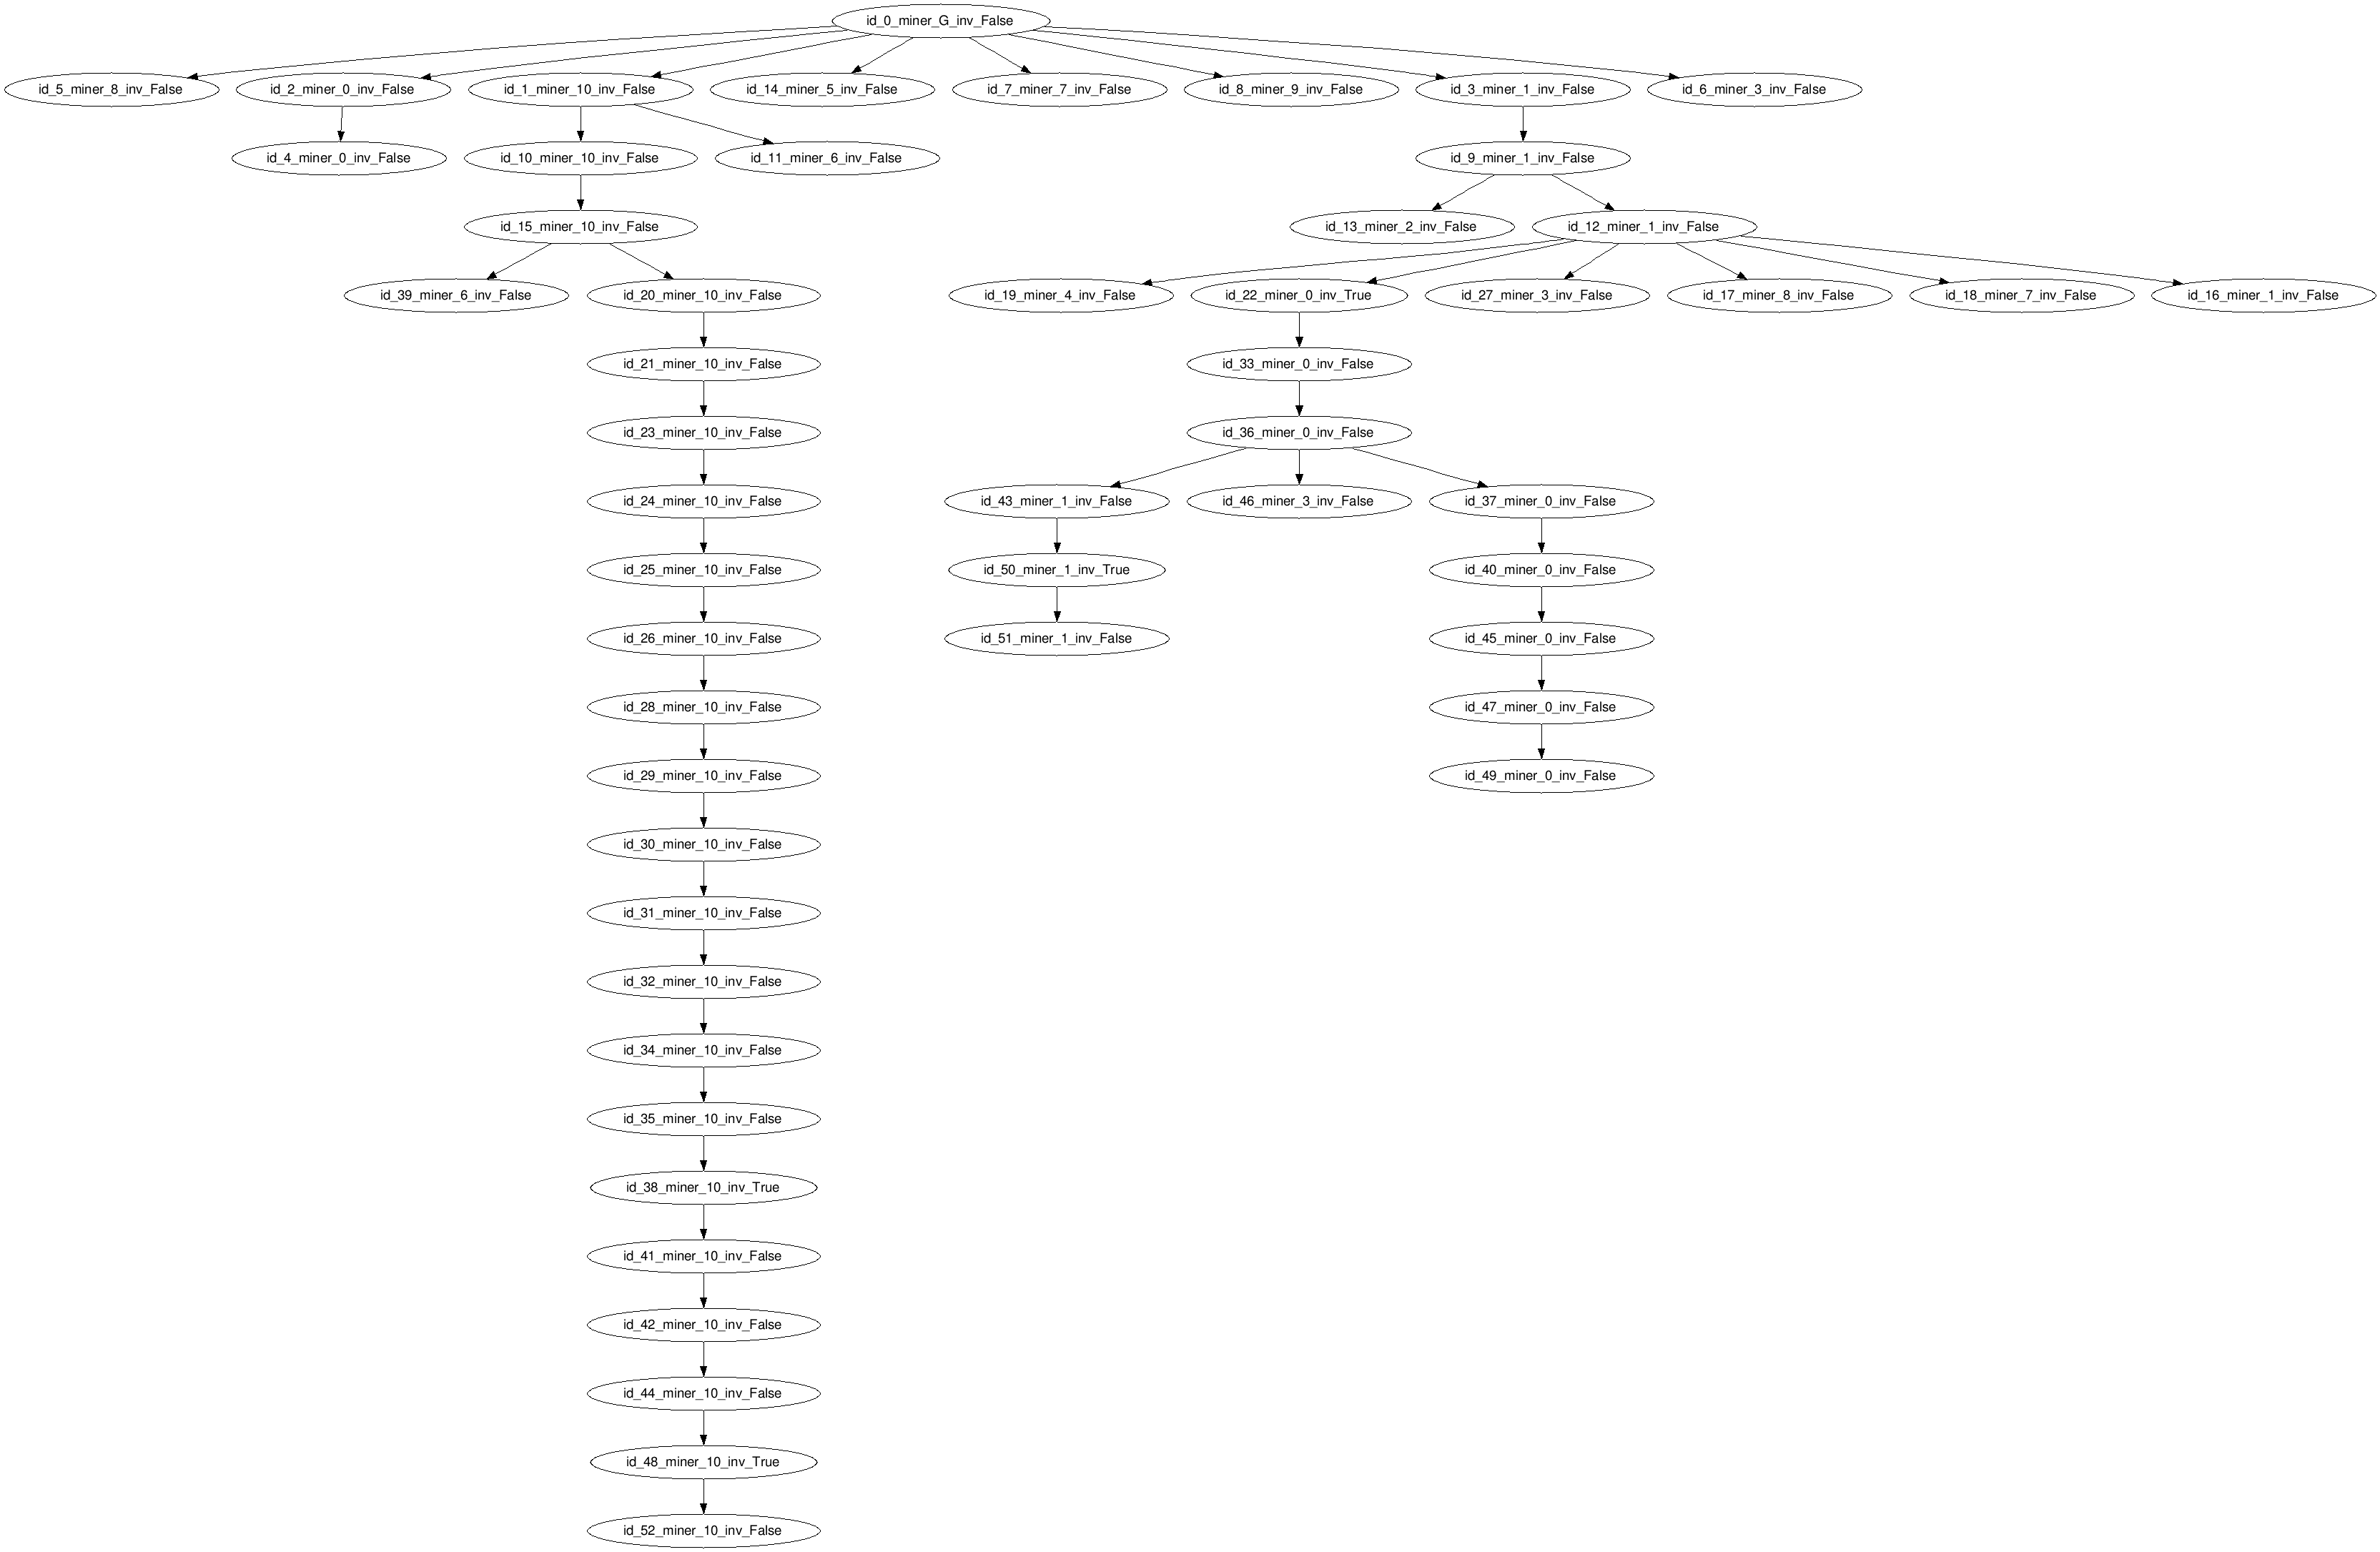 id_0_miner_G_inv_False
id_5_miner_8_inv_False
id_2_miner_0_inv_False
id_1_miner_10_inv_False
id_14_miner_5_inv_False
id_7_miner_7_inv_False
id_8_miner_9_inv_False
id_3_miner_1_inv_False
id_6_miner_3_inv_False
id_4_miner_0_inv_False
id_10_miner_10_inv_False
id_11_miner_6_inv_False
id_9_miner_1_inv_False
id_15_miner_10_inv_False
id_13_miner_2_inv_False
id_12_miner_1_inv_False
id_39_miner_6_inv_False
id_20_miner_10_inv_False
id_19_miner_4_inv_False
id_22_miner_0_inv_True
id_27_miner_3_inv_False
id_17_miner_8_inv_False
id_18_miner_7_inv_False
id_16_miner_1_inv_False
id_21_miner_10_inv_False
id_33_miner_0_inv_False
id_23_miner_10_inv_False
id_36_miner_0_inv_False
id_24_miner_10_inv_False
id_43_miner_1_inv_False
id_46_miner_3_inv_False
id_37_miner_0_inv_False
id_25_miner_10_inv_False
id_50_miner_1_inv_True
id_40_miner_0_inv_False
id_26_miner_10_inv_False
id_51_miner_1_inv_False
id_45_miner_0_inv_False
id_28_miner_10_inv_False
id_47_miner_0_inv_False
id_29_miner_10_inv_False
id_49_miner_0_inv_False
id_30_miner_10_inv_False
id_31_miner_10_inv_False
id_32_miner_10_inv_False
id_34_miner_10_inv_False
id_35_miner_10_inv_False
id_38_miner_10_inv_True
id_41_miner_10_inv_False
id_42_miner_10_inv_False
id_44_miner_10_inv_False
id_48_miner_10_inv_True
id_52_miner_10_inv_False